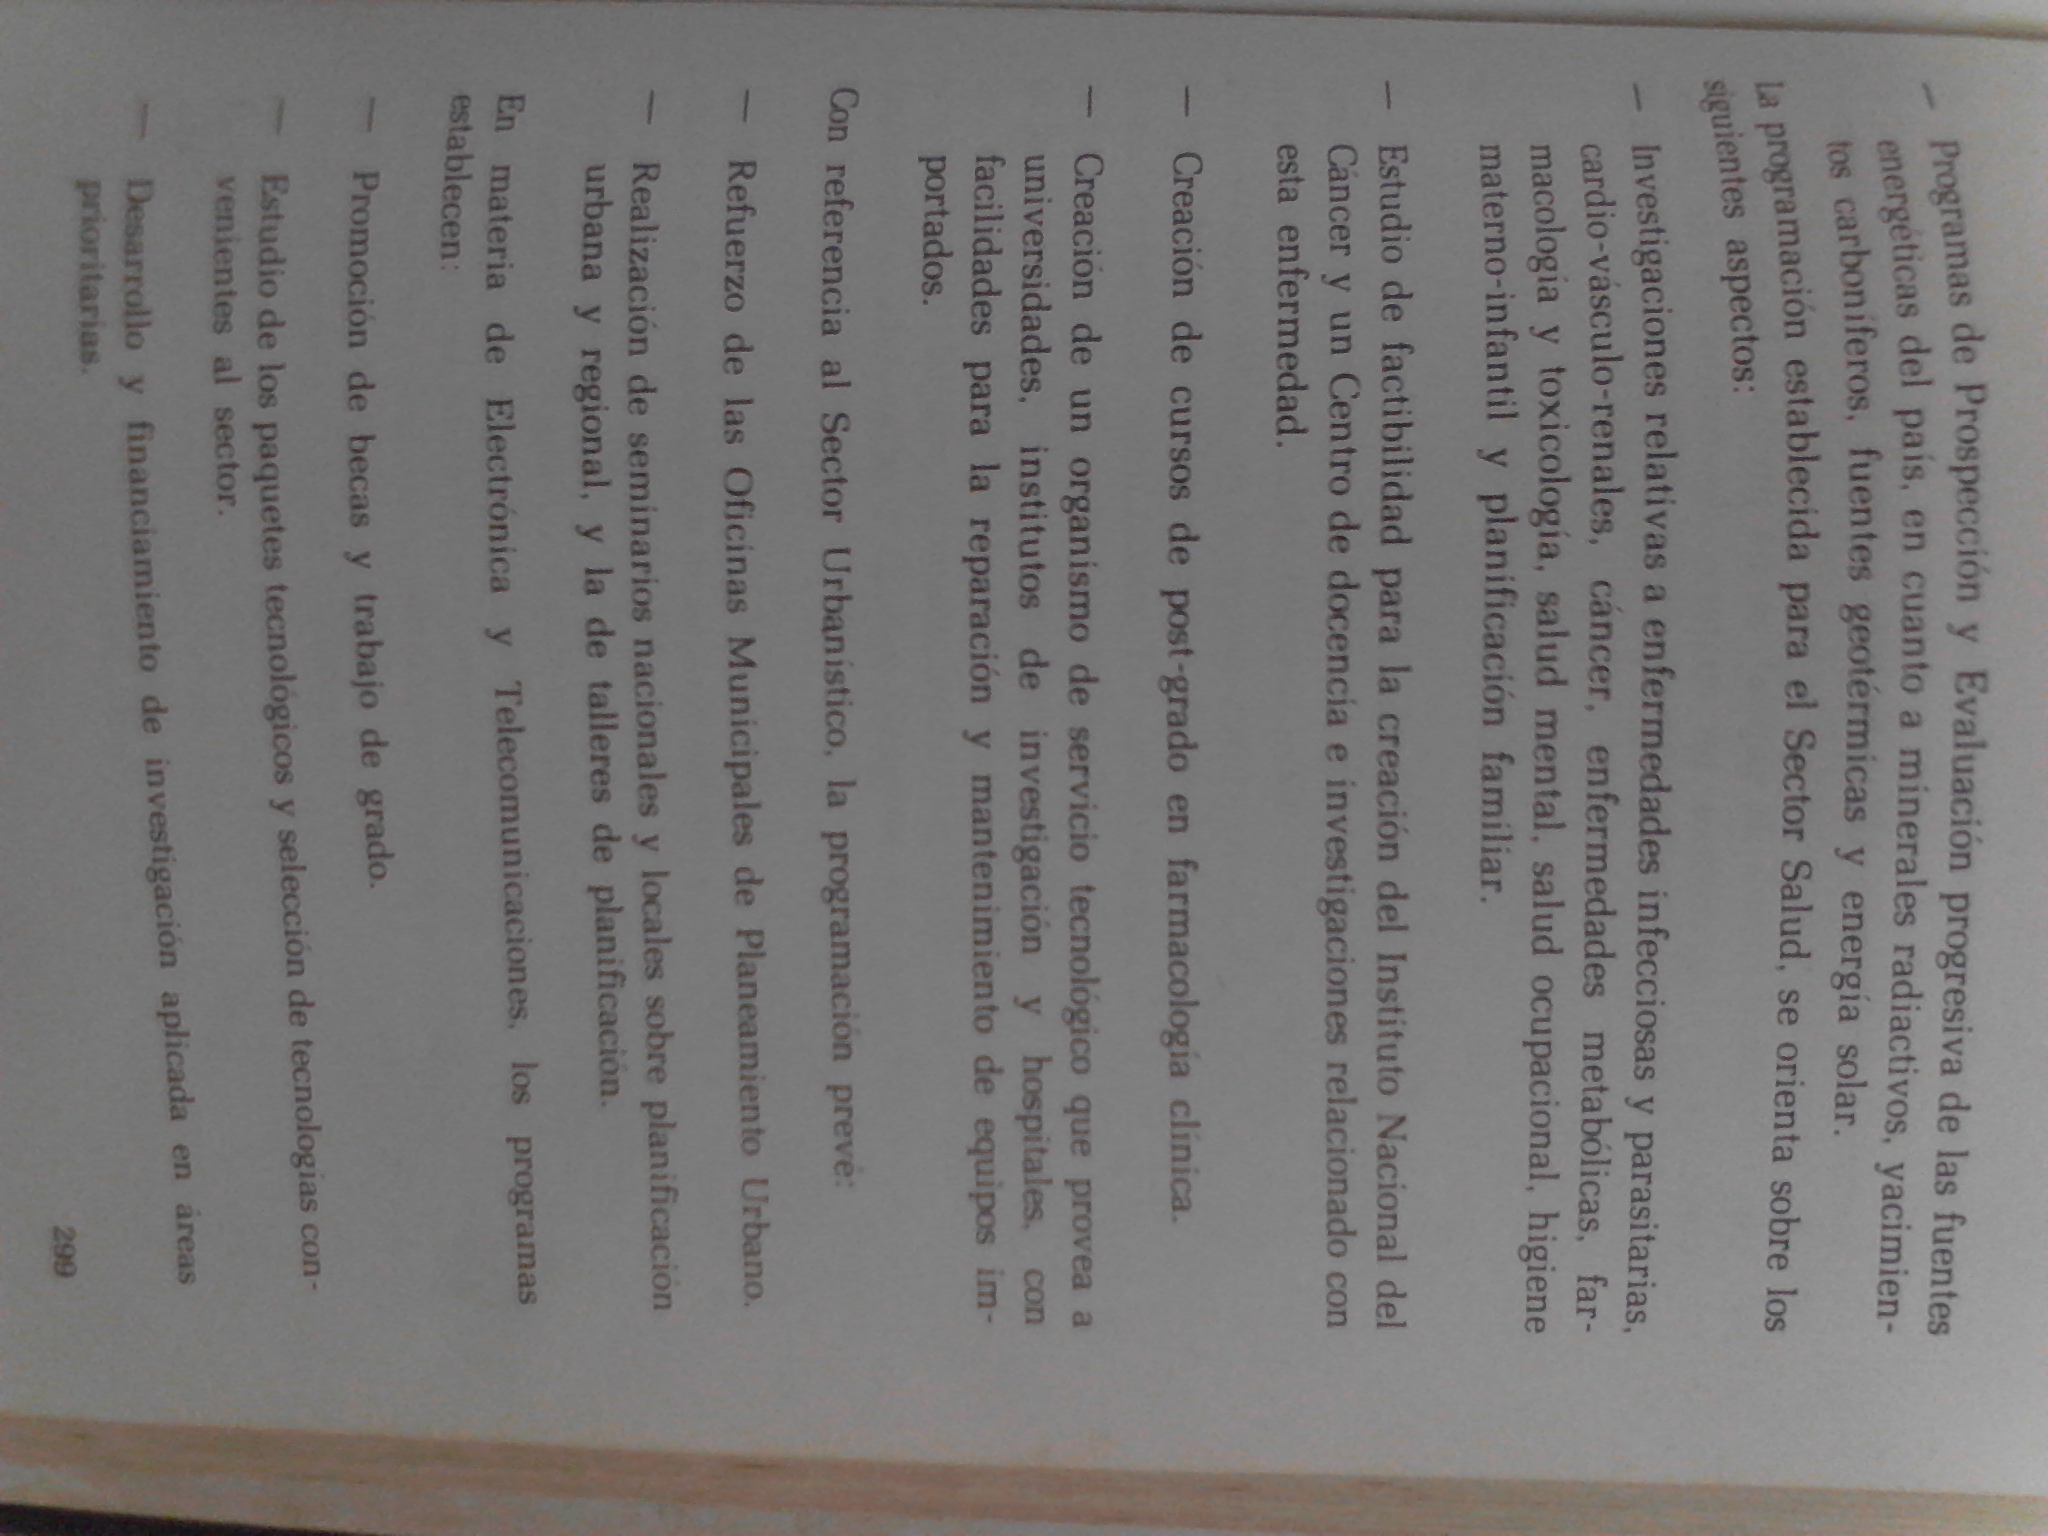 — Programas de Prospección y Evaluación progresiva de las fuentes
energéticas del país, en cuanto a minerales radiactivos, yacimien-
tos carboníferos, fuentes geotérmicas y energía solar.
La programación establecida para el Sector Salud, se orienta sobre los
siguientes aspectos:
— Investigaciones relativas a enfermedades infecciosas y parasitarias,
cardio-vásculo-renales, cáncer, enfermedades metabólicas, far-
macología y toxicología, salud mental, salud ocupacional, higiene
materno-infantil y planificación familiar.
— Estudio de factibilidad para la creación del Instituto Nacional del
Cáncer y un Centro de docencia e investigaciones relacionado con
esta enfermedad.
— Creación de cursos de post-grado en farmacología clínica.
— Creación de un organismo de servicio tecnológico que provea a
universidades, institutos de investigación y hospitales, con
facilidades para la reparación y mantenimiento de equipos im-
portados.
Con referencia al Sector Urbanístico, la programación prevé:
— Refuerzo de las Oficinas Municipales de Planeamiento Urbano.
— Realización de seminarios nacionales y locales sobre planificación
urbana y regional, y la de talleres de planificación.
En materia de Electrónica y Telecomunicaciones, los programas
establecen:
— Promoción de becas y trabajo de grado.
— Estudio de los paquetes tecnológicos y selección de tecnologías con-
venientes al sector.
— Desarrollo y financiamiento de investigación aplicada en áreas
prioritarias.
299